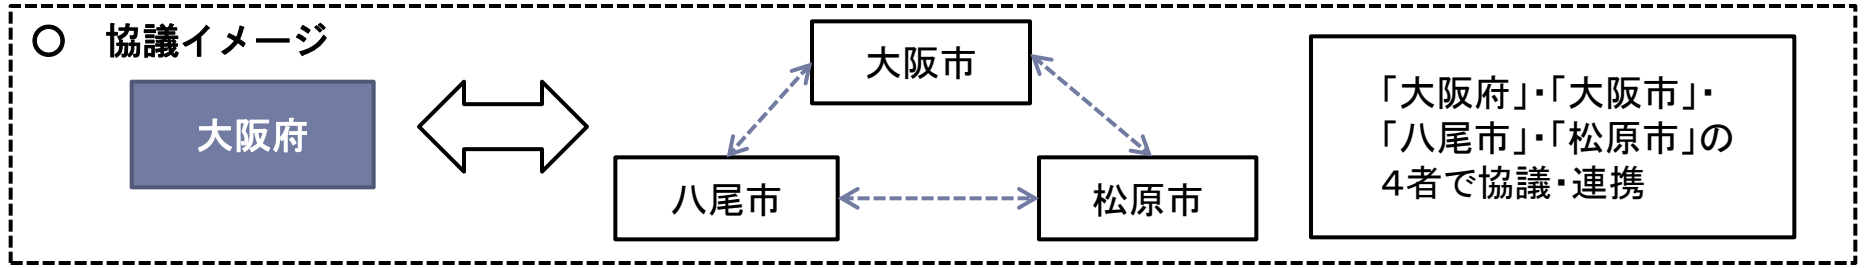 〇　協議イメージ
大阪府
大阪市
八尾市
松原市
「大阪府」・「大阪市」・
「八尾市」・「松原市」の
４者で協議・連携